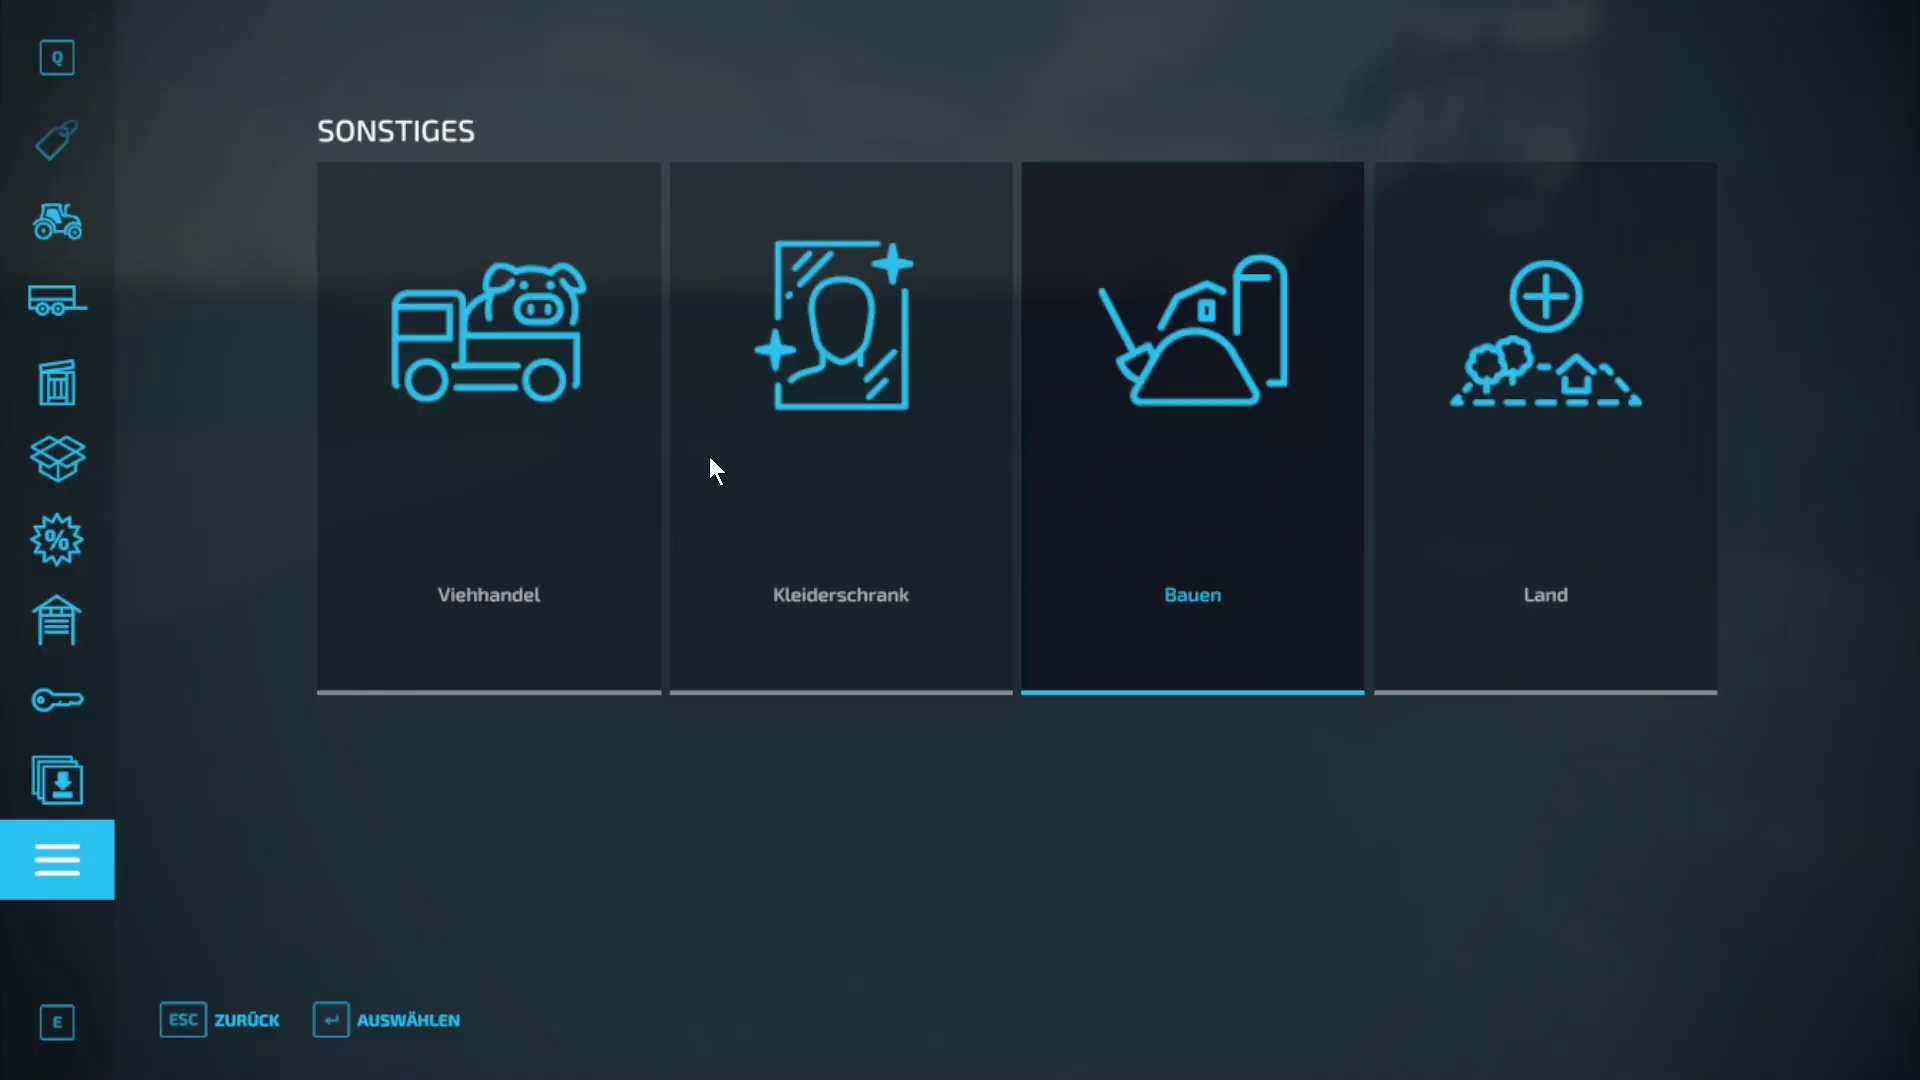 Q
SONSTIGES
%
Viehhandel
Kleiderschrank
Bauen
Land
E
ESC ZURÜCK
AUSWÄHLEN